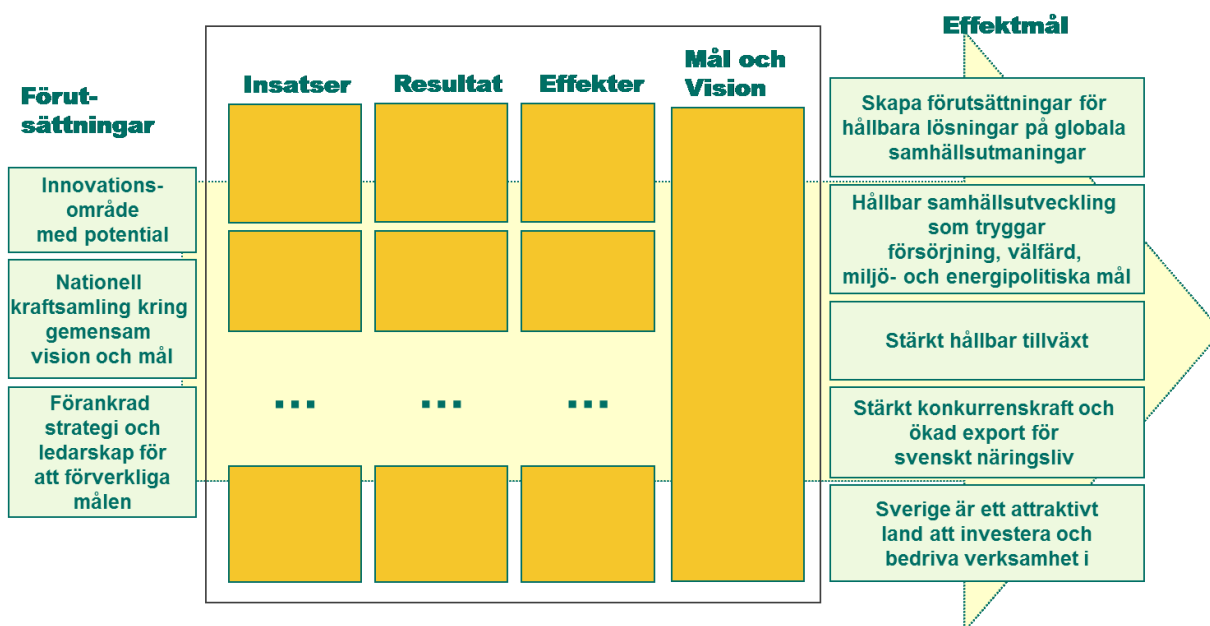 Förut-
sättningar
Innovations-
område
med potential
Nationell
kraftsamling kring
gemensam
vision och mål
Förankrad
strategi och
ledarskap för
att förverkliga
målen
Insatser
Resultat
Effekter
Mål och
Vision
...
...
...
Effektmål
Skapa förutsättningar för
hållbara lösningar på globala
samhällsutmaningar
Hållbar samhällsutveckling
som tryggar
försörjning, välfärd,
miljö- och energipolitiska mål
Stärkt hållbar tillväxt
Stärkt konkurrenskraft och
ökad export för
svenskt näringsliv
Sverige är ett attraktivt
land att investera och
bedriva verksamhet i